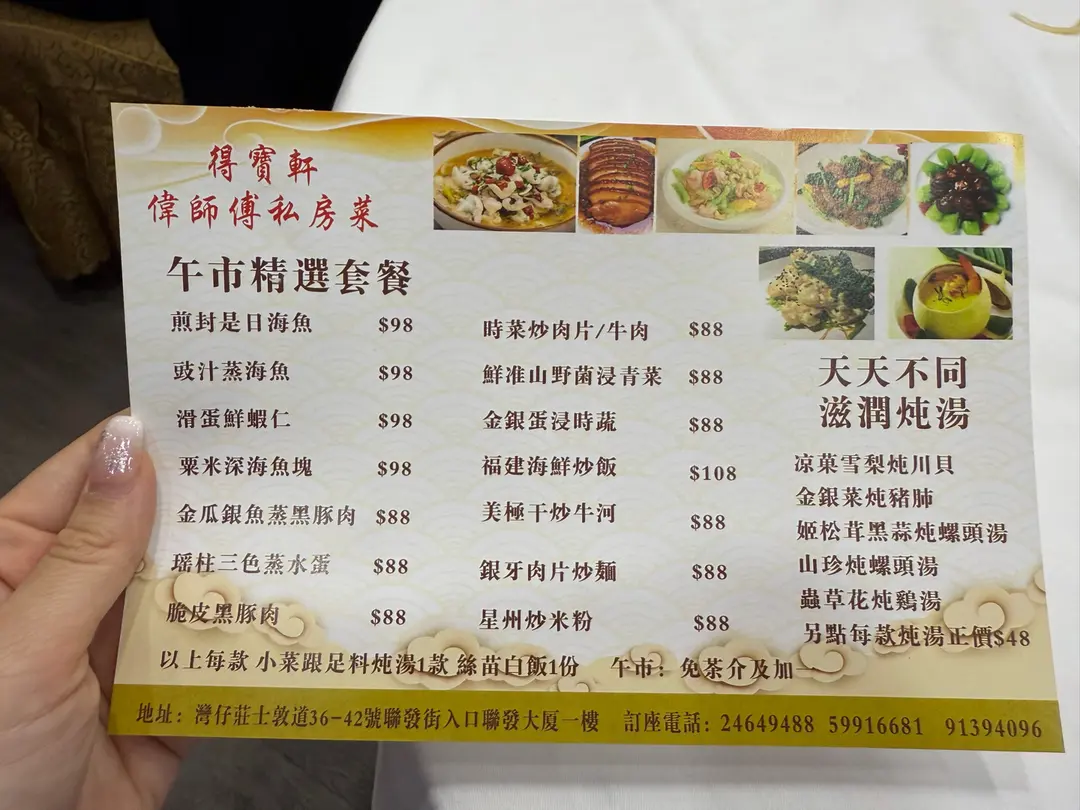 得寶軒
偉師傅私房菜
午市精選套餐
煎封是日海魚 $98
豉汁蒸海魚 $98
滑蛋鮮蝦仁 $98
粟米深海魚塊 $98
金瓜銀魚蒸黑豚肉 $88
瑶柱三色蒸水蛋 $88
脆皮黑豚肉 $88
時菜炒肉片/牛肉 $88
鮮准山野菌浸青菜 $88
金銀蛋浸時蔬 $88
福建海鮮炒飯 $108
美極干炒牛河 $88
銀牙肉片炒麵 $88
星州炒米粉 $88
天天不同
滋潤炖湯
凉菓雪梨炖川貝
金銀菜炖豬肺
姬松茸黑蒜炖螺頭湯
山珍炖螺頭湯
蟲草花炖鷄湯
另點每款炖湯正價$48
以上每款 小菜跟足料炖湯1款 絲苗白飯1份 午市：免茶介及加一
地址：灣仔莊士敦道36-42號聯發街入口聯發大厦一樓 訂座電話：24649488 59916681 91394096